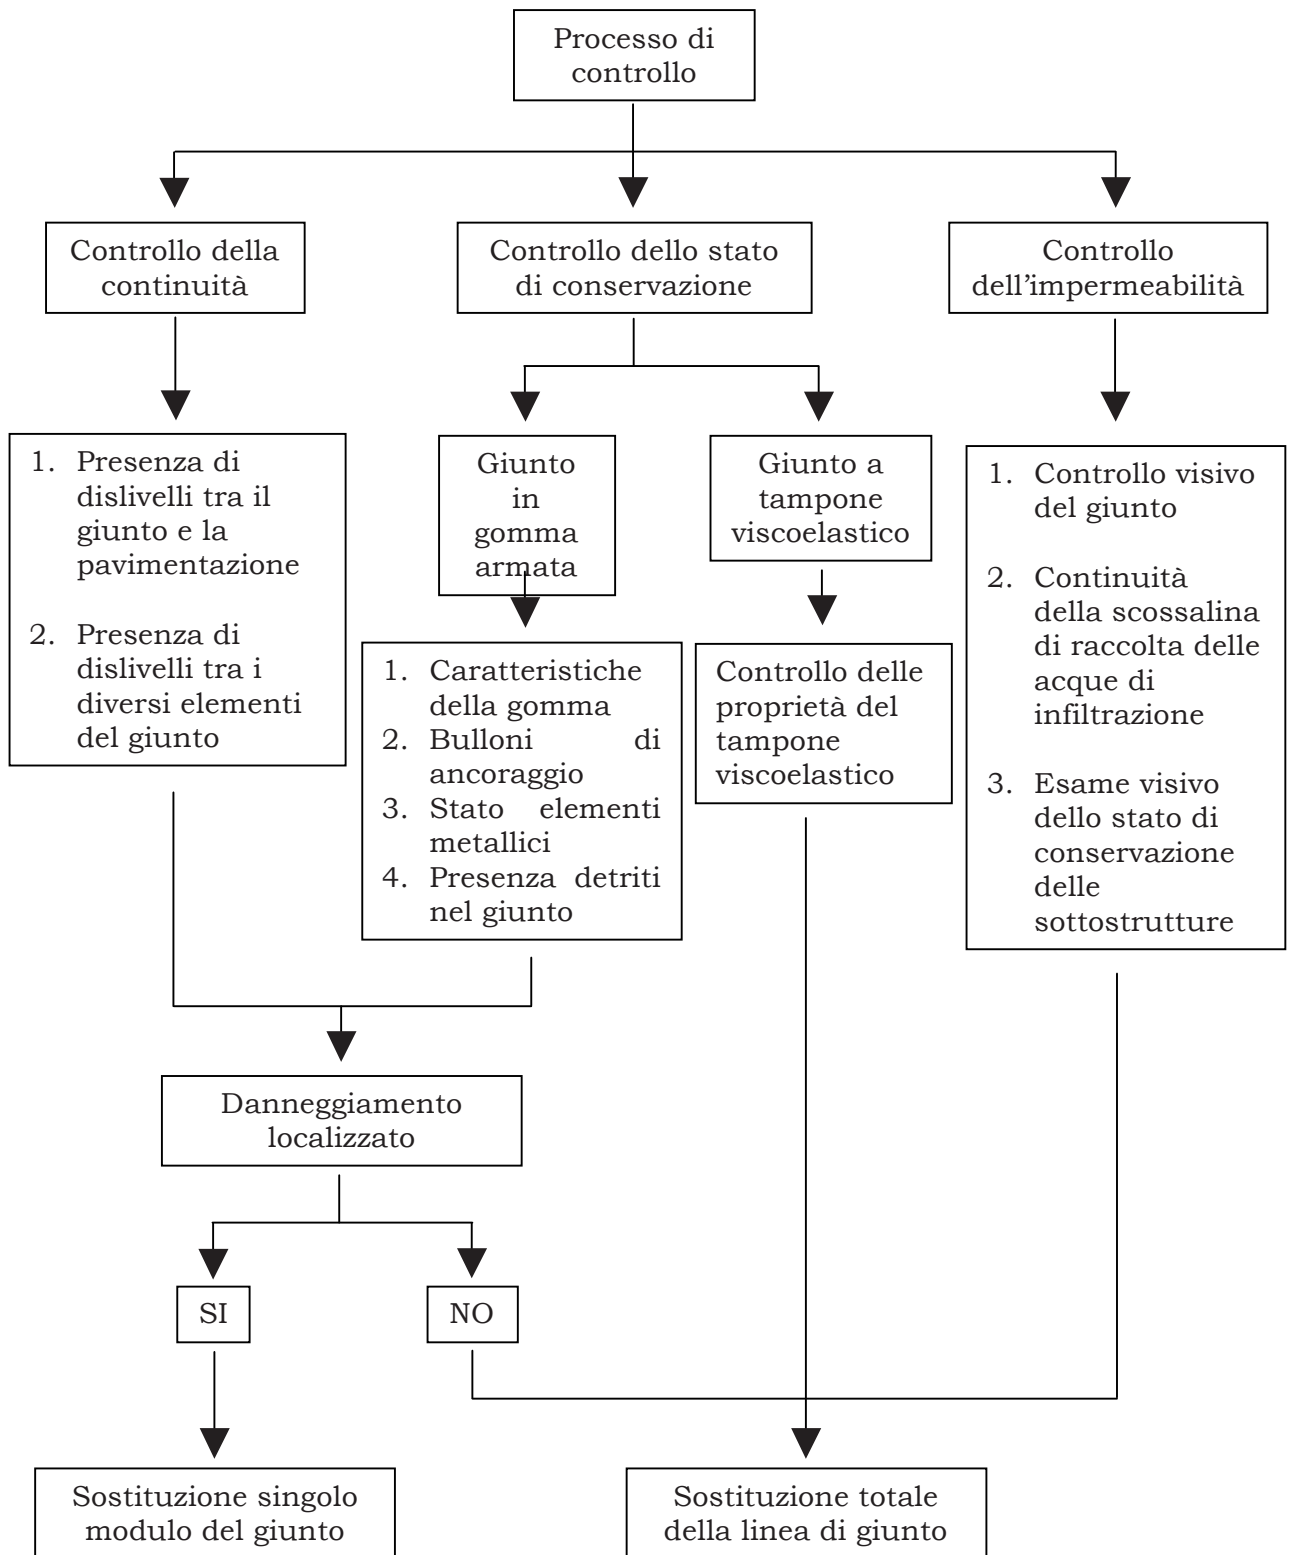 Processo di
controllo
Controllo della
continuità
Controllo dello stato
di conservazione
Controllo
dell'impermeabilità
1. Presenza di
dislivelli tra il
giunto e la
pavimentazione
2. Presenza di
dislivelli tra i
diversi elementi
del giunto
Giunto
in
gomma
armata
Giunto a
tampone
viscoelastico
1. Controllo visivo
del giunto
2. Continuità
della scossalina
di raccolta delle
acque di
infiltrazione
3. Esame visivo
dello stato di
conservazione
delle
sottostrutture
1. Caratteristiche
della gomma
2. Bulloni di
ancoraggio
3. Stato elementi
metallici
4. Presenza detriti
nel giunto
Controllo delle
proprietà del
tampone
viscoelastico
Danneggiamento
localizzato
SI
NO
Sostituzione singolo
modulo del giunto
Sostituzione totale
della linea di giunto